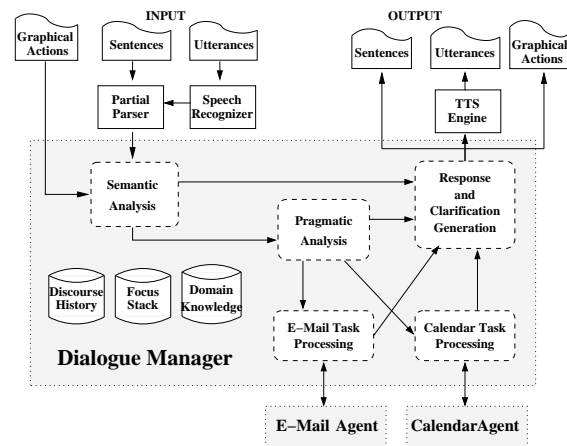 INPUT
OUTPUT
Graphical
Actions
Sentences
Utterances
Sentences
Utterances
Graphical
Actions
Partial
Parser
Speech
Recognizer
TTS
Engine
Semantic
Analysis
Pragmatic
Analysis
Response
and
Clarification
Generation
Discourse
History
Focus
Stack
Domain
Knowledge
E-Mail Task
Processing
Calendar Task
Processing
Dialogue Manager
E-Mail Agent
CalendarAgent